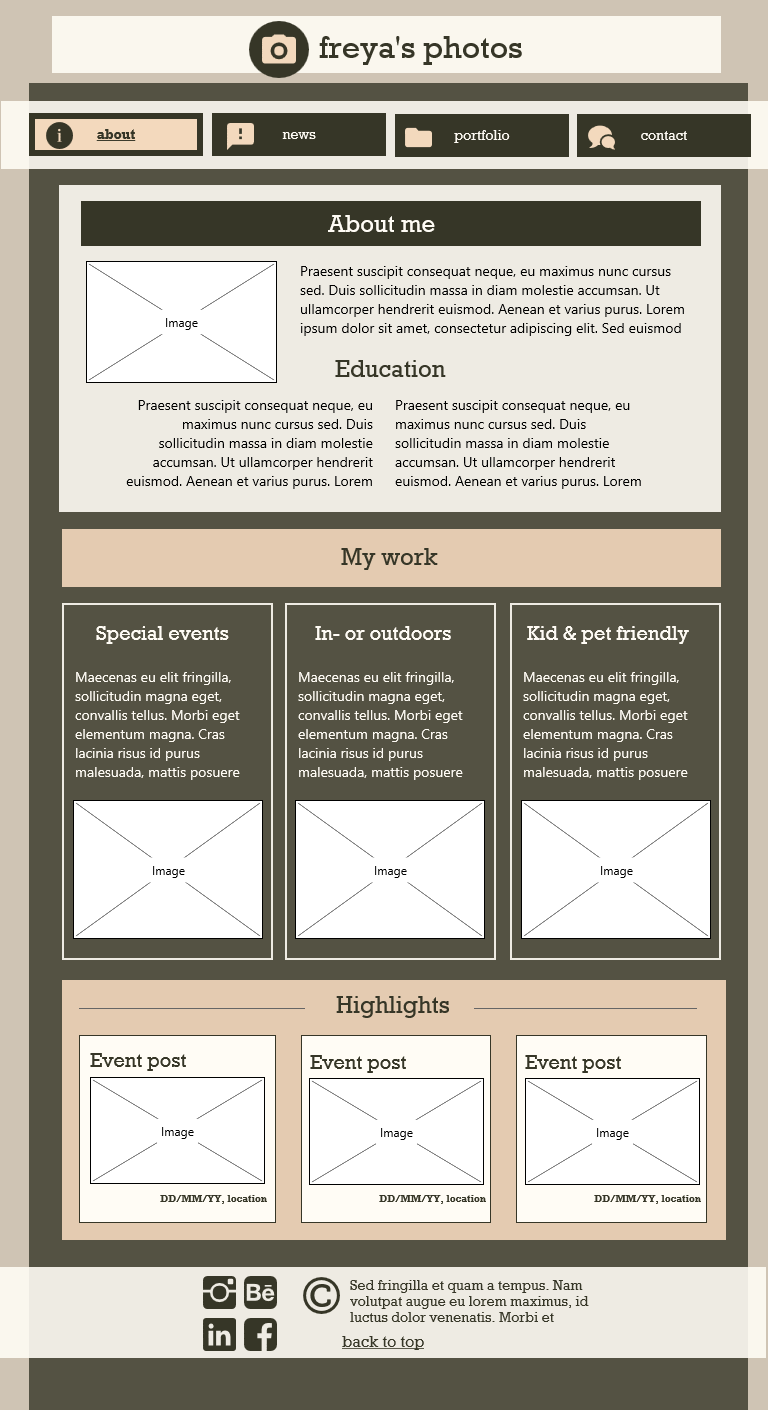 freya's photos
about
news
portfolio
contact
About me
Image
Praesent suscipit consequat neque, eu maximus nunc cursus
sed. Duis sollicitudin massa in diam molestie accumsan. Ut
ullamcorper hendrerit euismod. Aenean et varius purus. Lorem
ipsum dolor sit amet, consectetur adipiscing elit. Sed euismod
Education
Praesent suscipit consequat neque, eu
maximus nunc cursus sed. Duis
sollicitudin massa in diam molestie
accumsan. Ut ullamcorper hendrerit
euismod. Aenean et varius purus. Lorem
Praesent suscipit consequat neque, eu
maximus nunc cursus sed. Duis
sollicitudin massa in diam molestie
accumsan. Ut ullamcorper hendrerit
euismod. Aenean et varius purus. Lorem
My work
Special events
Maecenas eu elit fringilla,
sollicitudin magna eget,
convallis tellus. Morbi eget
elementum magna. Cras
lacinia risus id purus
malesuada, mattis posuere
Image
In- or outdoors
Maecenas eu elit fringilla,
sollicitudin magna eget,
convallis tellus. Morbi eget
elementum magna. Cras
lacinia risus id purus
malesuada, mattis posuere
Image
Kid & pet friendly
Maecenas eu elit fringilla,
sollicitudin magna eget,
convallis tellus. Morbi eget
elementum magna. Cras
lacinia risus id purus
malesuada, mattis posuere
Image
Highlights
Event post
Image
DD/MM/YY, location
Event post
Image
DD/MM/YY, location
Event post
Image
DD/MM/YY, location
Bē
in
f
©
Sed fringilla et quam a tempus. Nam
volutpat augue eu lorem maximus, id
luctus dolor venenatis. Morbi et
back to top